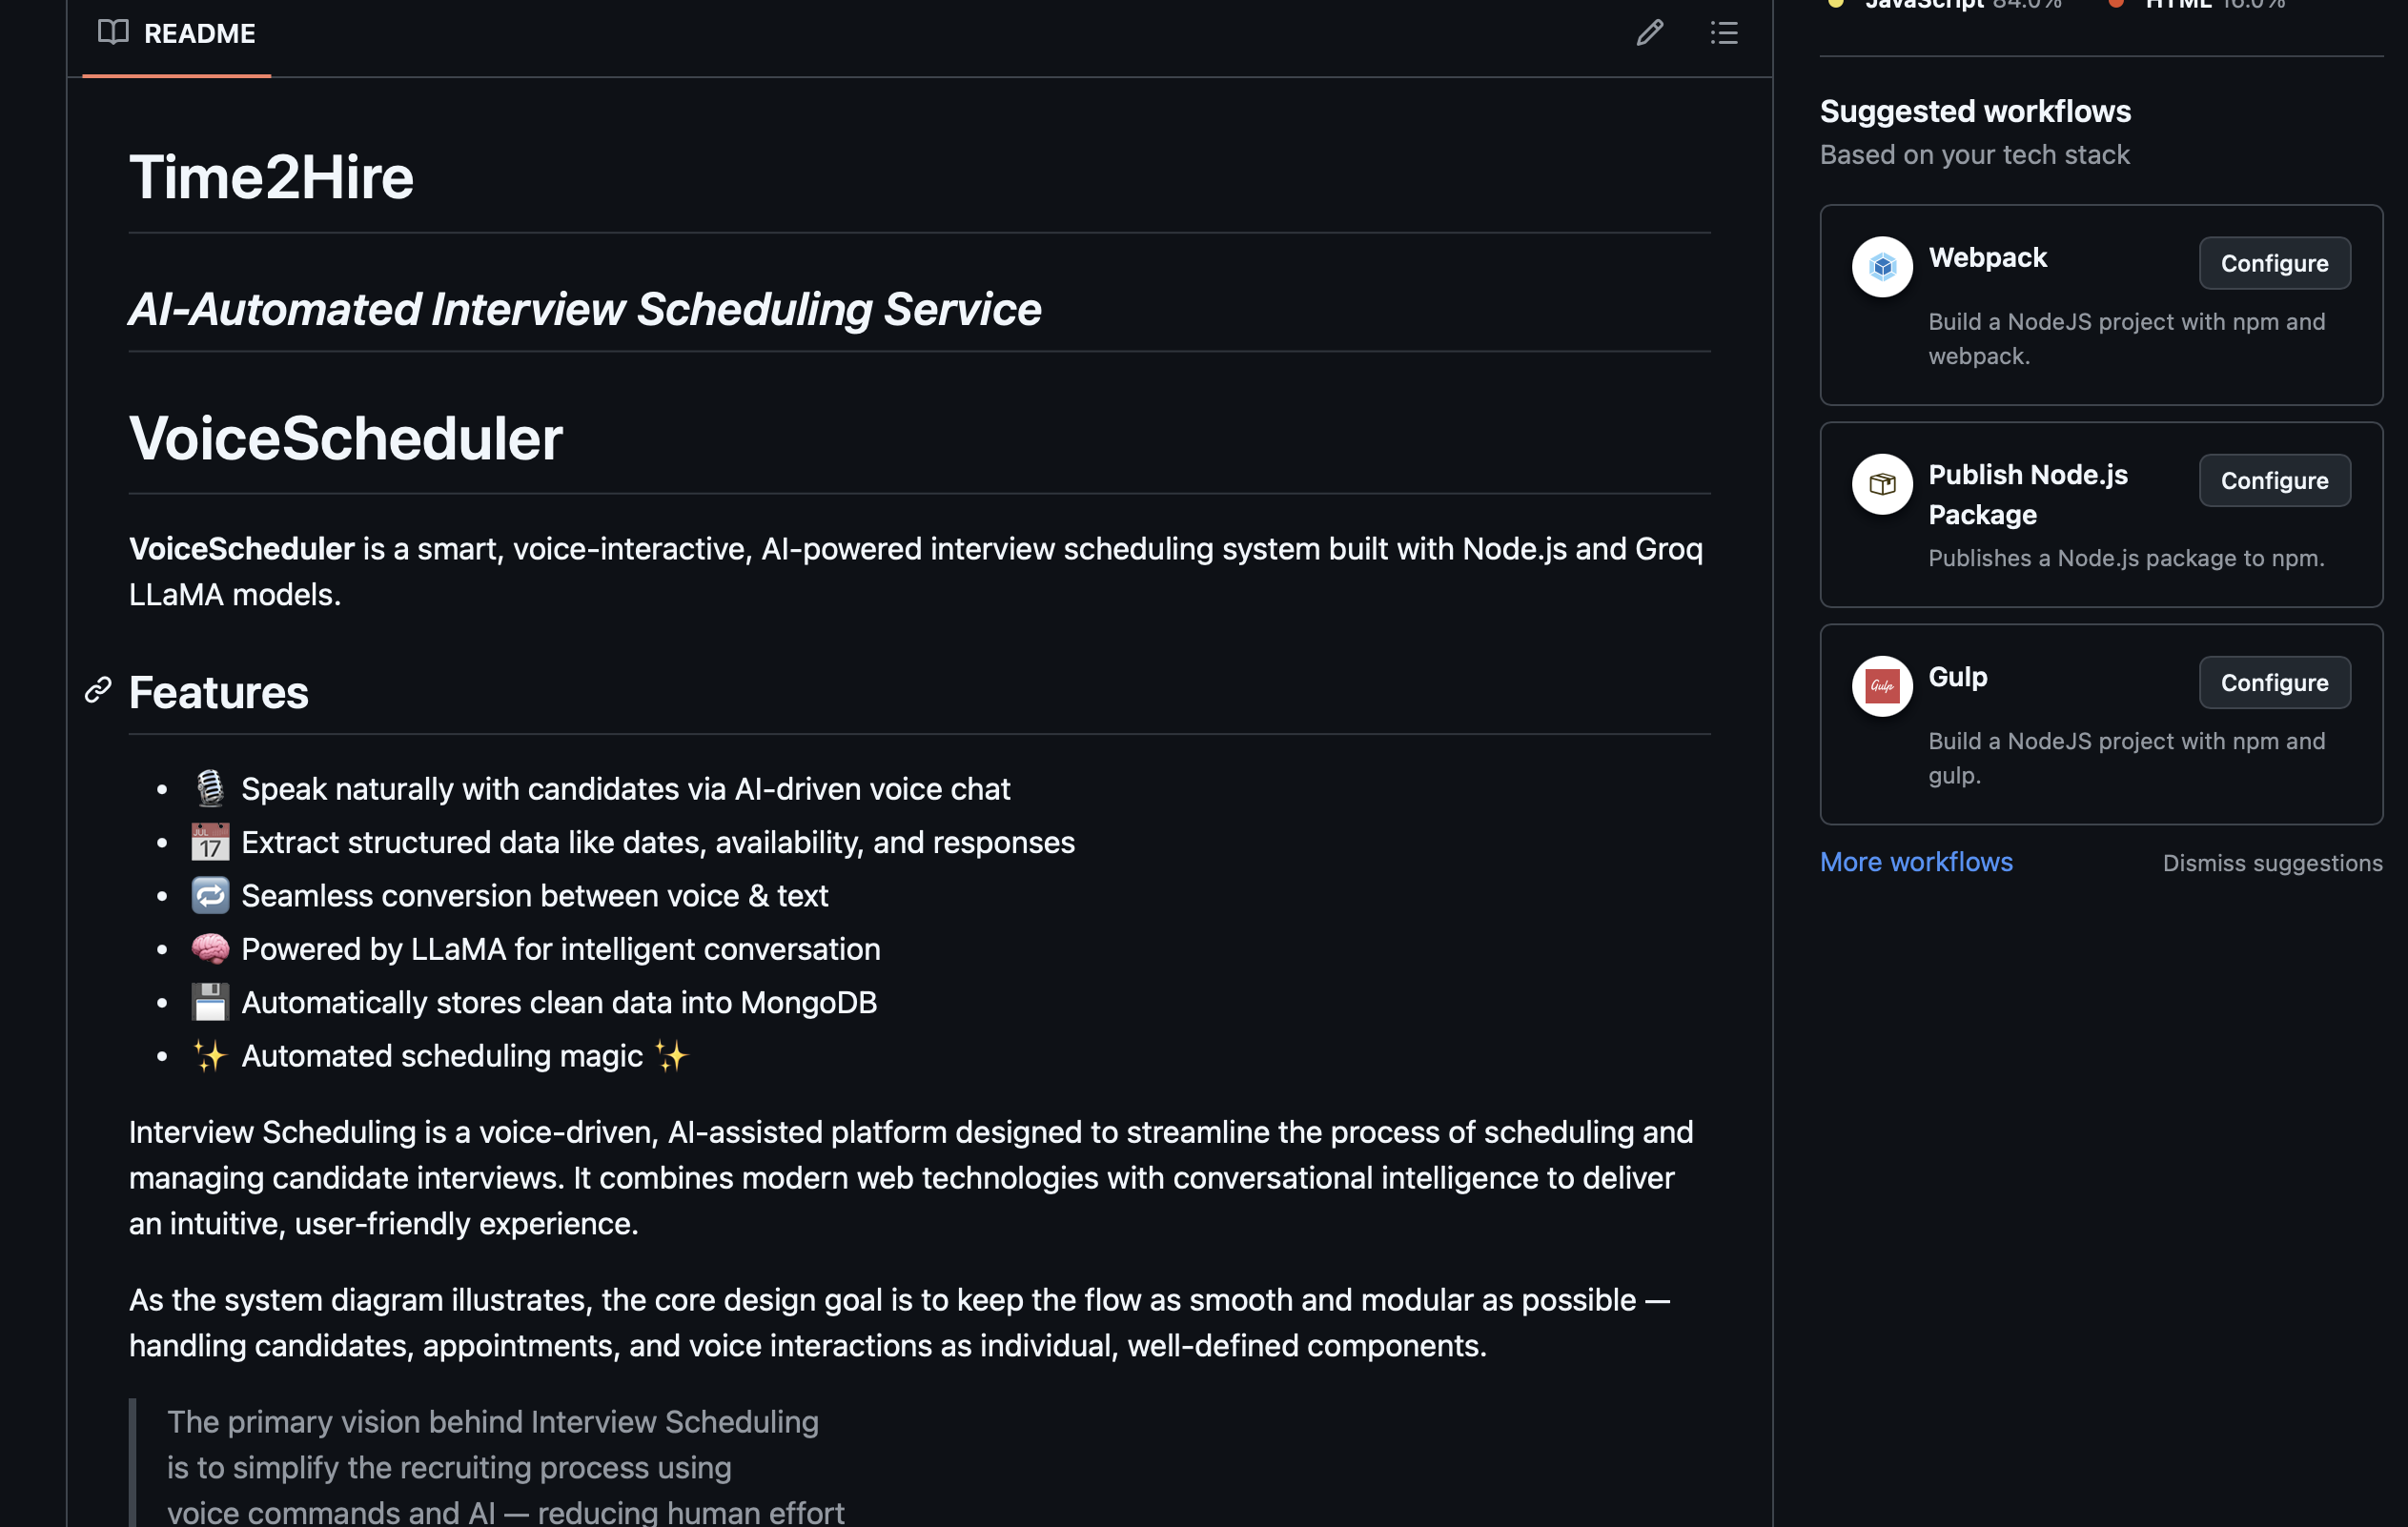 README
Time2Hire
AI-Automated Interview Scheduling Service
VoiceScheduler
VoiceScheduler is a smart, voice-interactive, AI-powered interview scheduling system built with Node.js and Groq
LLaMA models.
Features
• 🎙️ Speak naturally with candidates via AI-driven voice chat
• 📅 Extract structured data like dates, availability, and responses
• 🔁 Seamless conversion between voice & text
• 🧠 Powered by LLaMA for intelligent conversation
• 💾 Automatically stores clean data into MongoDB
• ✨ Automated scheduling magic ✨
Interview Scheduling is a voice-driven, AI-assisted platform designed to streamline the process of scheduling and
managing candidate interviews. It combines modern web technologies with conversational intelligence to deliver
an intuitive, user-friendly experience.
As the system diagram illustrates, the core design goal is to keep the flow as smooth and modular as possible —
handling candidates, appointments, and voice interactions as individual, well-defined components.
The primary vision behind Interview Scheduling
is to simplify the recruiting process using
voice commands and AI — reducing human effort
JavaScript 84.0% HTML 16.0%
Suggested workflows
Based on your tech stack
Webpack
Configure
Build a NodeJS project with npm and
webpack.
Publish Node.js
Package
Configure
Publishes a Node.js package to npm.
Gulp
Gulp
Configure
Build a NodeJS project with npm and
gulp.
More workflows
Dismiss suggestions